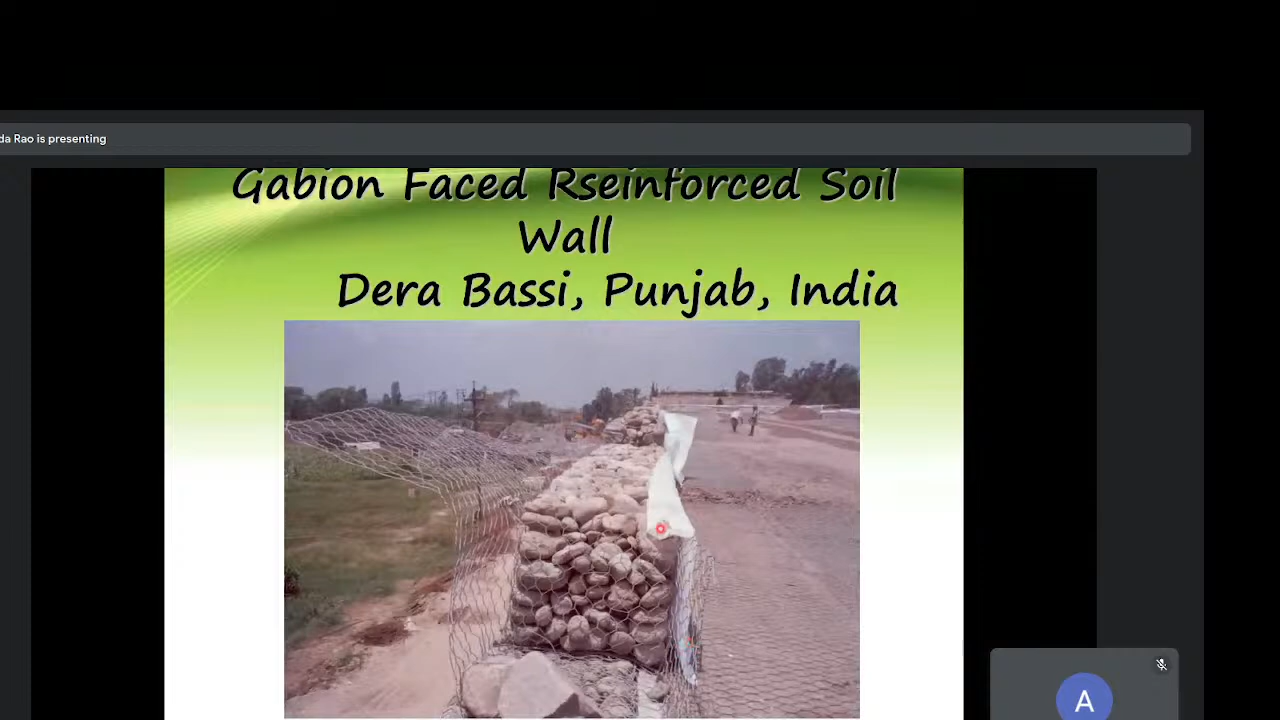 da Rao is presenting
Gabion Faced Rseinforced Soil
Wall
Dera Bassi, Punjab, India
A